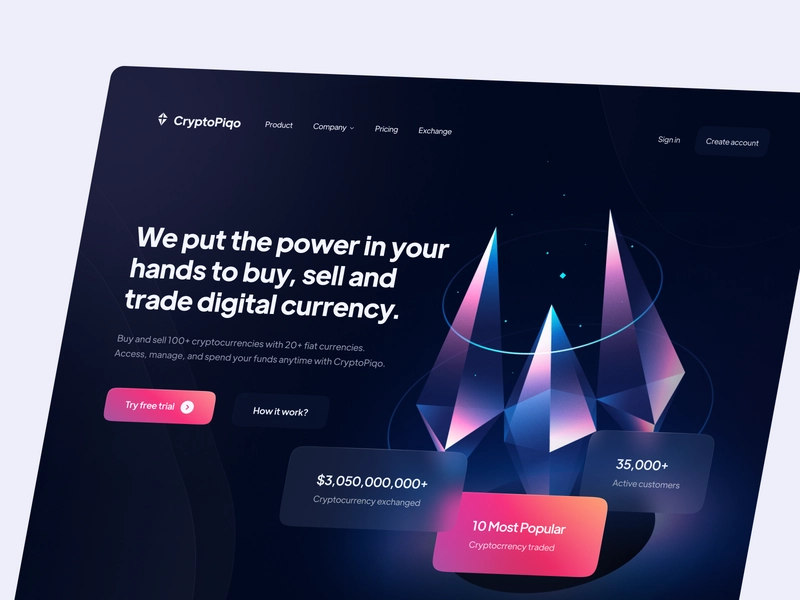 CryptoPiqo
Product
Company
Pricing
Exchange
Sign in
Create account
We put the power in your
hands to buy, sell and
trade digital currency.
Buy and sell 100+ cryptocurrencies with 20+ fiat currencies.
Access, manage, and spend your funds anytime with CryptoPiqo.
Try free trial
How it work?
$3,050,000,000+
Cryptocurrency exchanged
35,000+
Active customers
10 Most Popular
Cryptocrrency traded